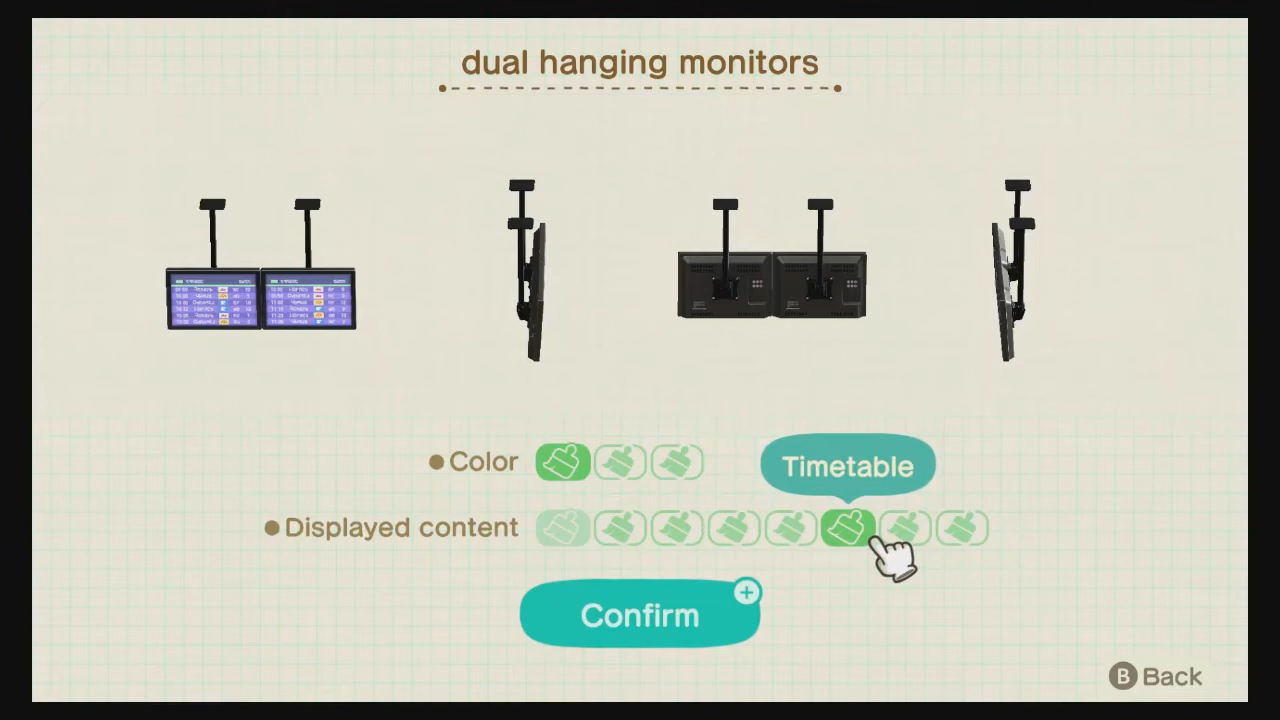 dual hanging monitors
Color
Timetable
Displayed content
Confirm
B Back